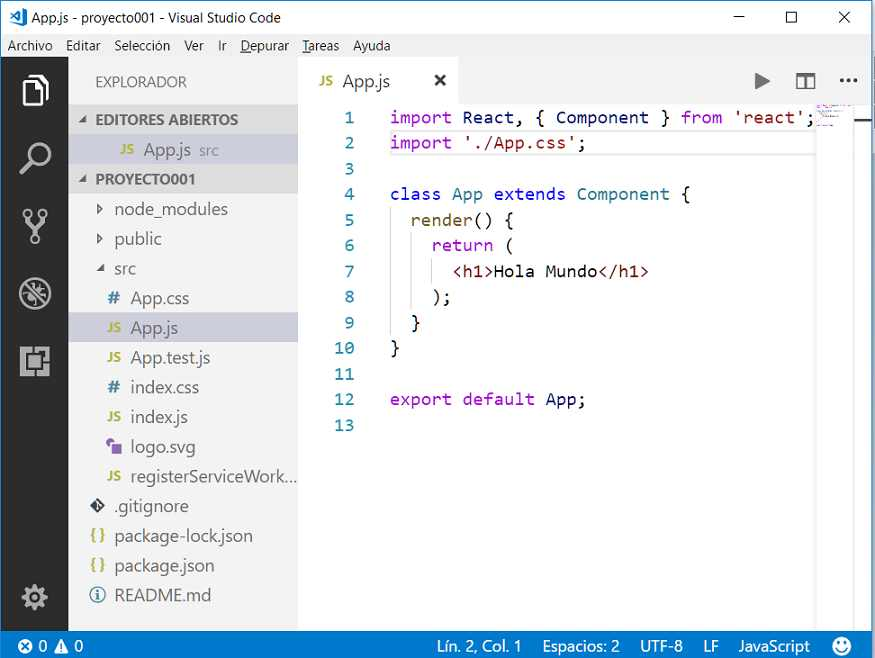 App.js - proyecto001 - Visual Studio Code
Archivo Editar Selección Ver Ir Depurar Tareas Ayuda
EXPLORADOR
EDITORES ABIERTOS
JS App.js src
PROYECTO001
node_modules
public
src
# App.css
JS App.js
JS App.test.js
# index.css
JS index.js
logo.svg
JS registerServiceWork...
.gitignore
{} package-lock.json
{} package.json
README.md
JS App.js
1 import React, { Component } from 'react';
2 import './App.css';
3
4 class App extends Component {
5   render() {
6     return (
7       <h1>Hola Mundo</h1>
8     );
9   }
10 }
11
12 export default App;
13
0 0 Lín. 2, Col. 1 Espacios: 2 UTF-8 LF JavaScript